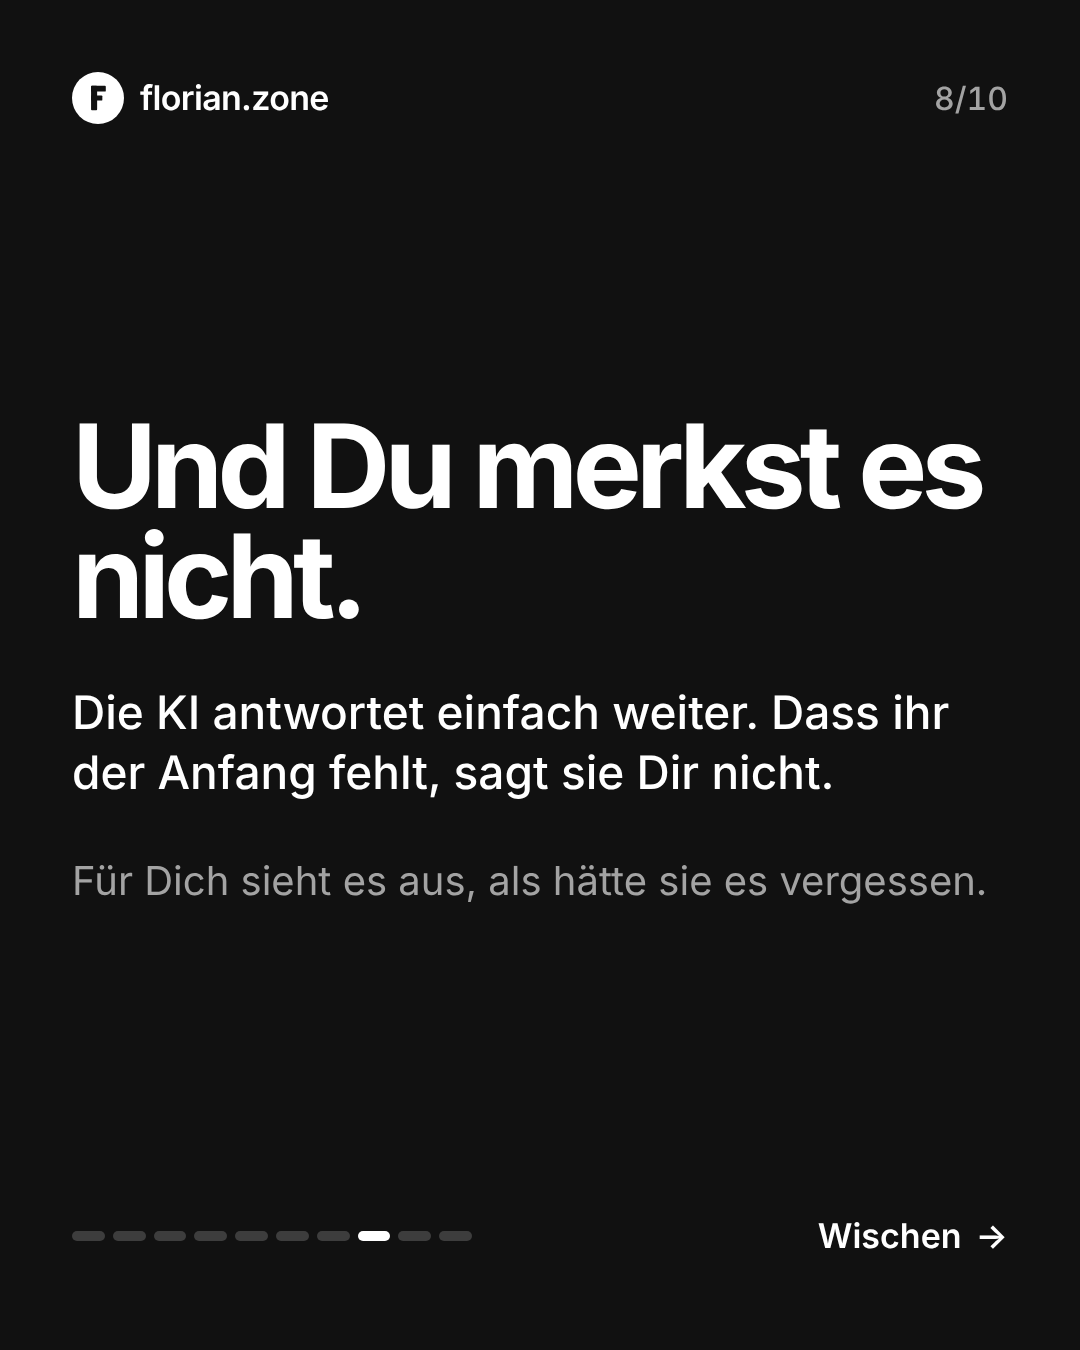 F florian.zone
8/10
Und Du merkst es
nicht.
Die KI antwortet einfach weiter. Dass ihr
der Anfang fehlt, sagt sie Dir nicht.
Für Dich sieht es aus, als hätte sie es vergessen.
Wischen →